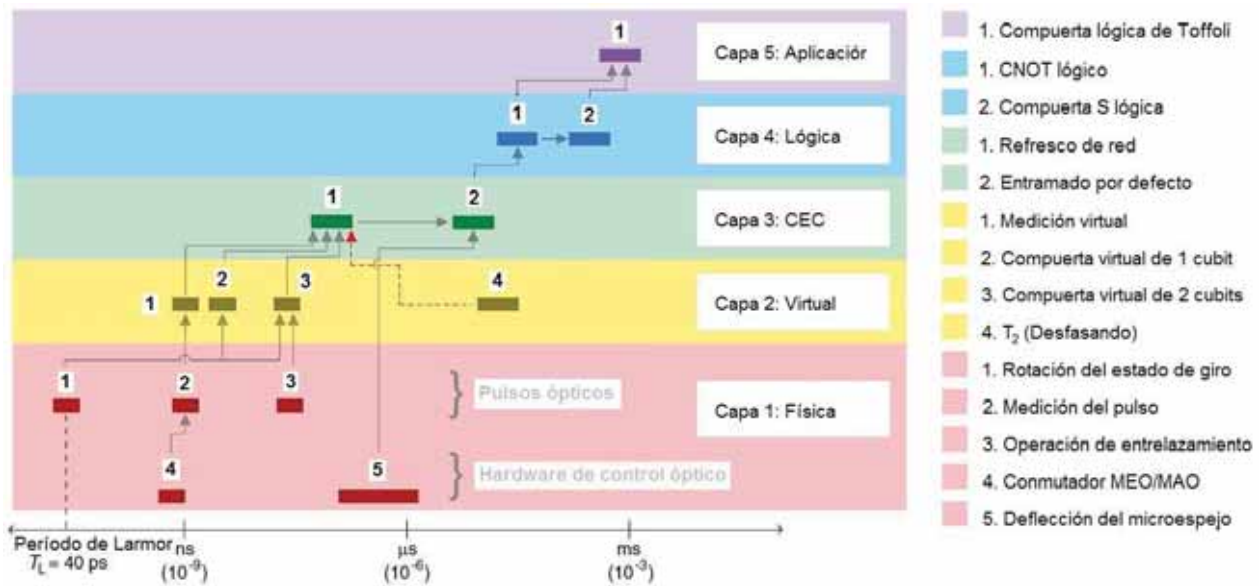 1
Capa 5: Aplicaciór
1 2
Capa 4: Lógica
1 2
Capa 3: CEC
1 2 3 4
Capa 2: Virtual
1 2 3
} Pulsos ópticos
Capa 1: Física
4 5
} Hardware de control óptico
Período de Larmor
T_L = 40 ps
ns
(10⁻⁹)
μs
(10⁻⁶)
ms
(10⁻³)
1. Compuerta lógica de Toffoli
1. CNOT lógico
2. Compuerta S lógica
1. Refresco de red
2. Entramado por defecto
1. Medición virtual
2. Compuerta virtual de 1 cubit
3. Compuerta virtual de 2 cubits
4. T₂ (Desfasando)
1. Rotación del estado de giro
2. Medición del pulso
3. Operación de entrelazamiento
4. Conmutador MEO/MAO
5. Deflección del microespejo